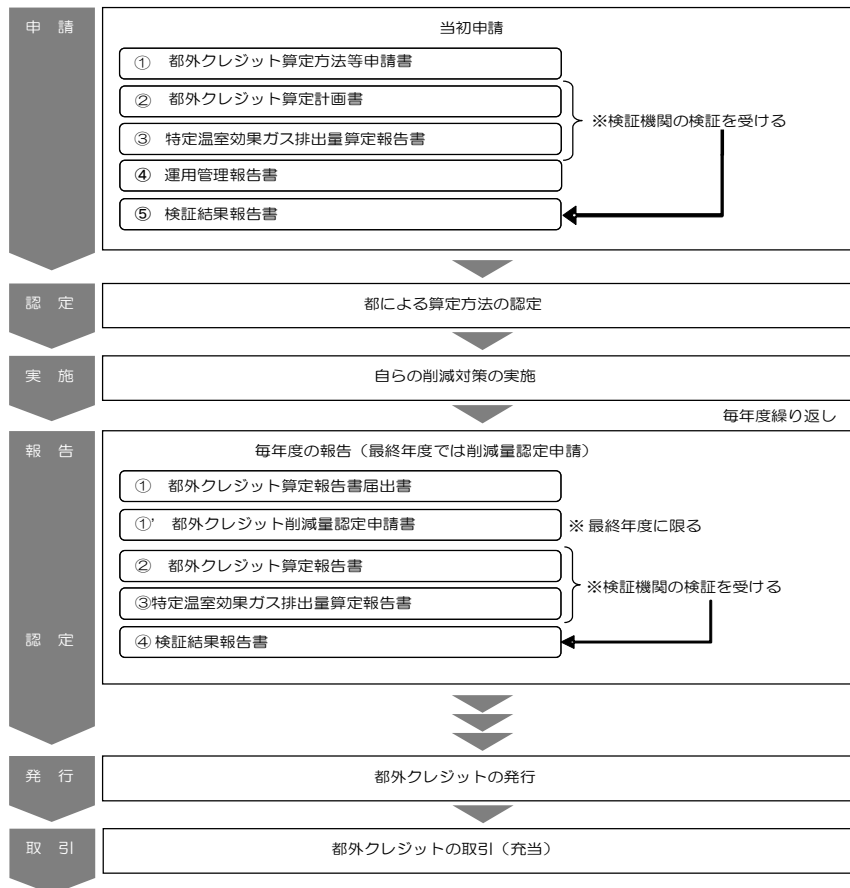 申 請
当初申請
① 都外クレジット算定方法等申請書
② 都外クレジット算定計画書
※検証機関の検証を受ける
③ 特定温室効果ガス排出量算定報告書
④ 運用管理報告書
⑤ 検証結果報告書
認 定
都による算定方法の認定
実 施
自らの削減対策の実施
毎年度繰り返し
報 告
毎年度の報告（最終年度では削減量認定申請）
① 都外クレジット算定報告書届出書
①’ 都外クレジット削減量認定申請書
※ 最終年度に限る
② 都外クレジット算定報告書
※検証機関の検証を受ける
③特定温室効果ガス排出量算定報告書
認 定
④ 検証結果報告書
発 行
都外クレジットの発行
取 引
都外クレジットの取引（充当）